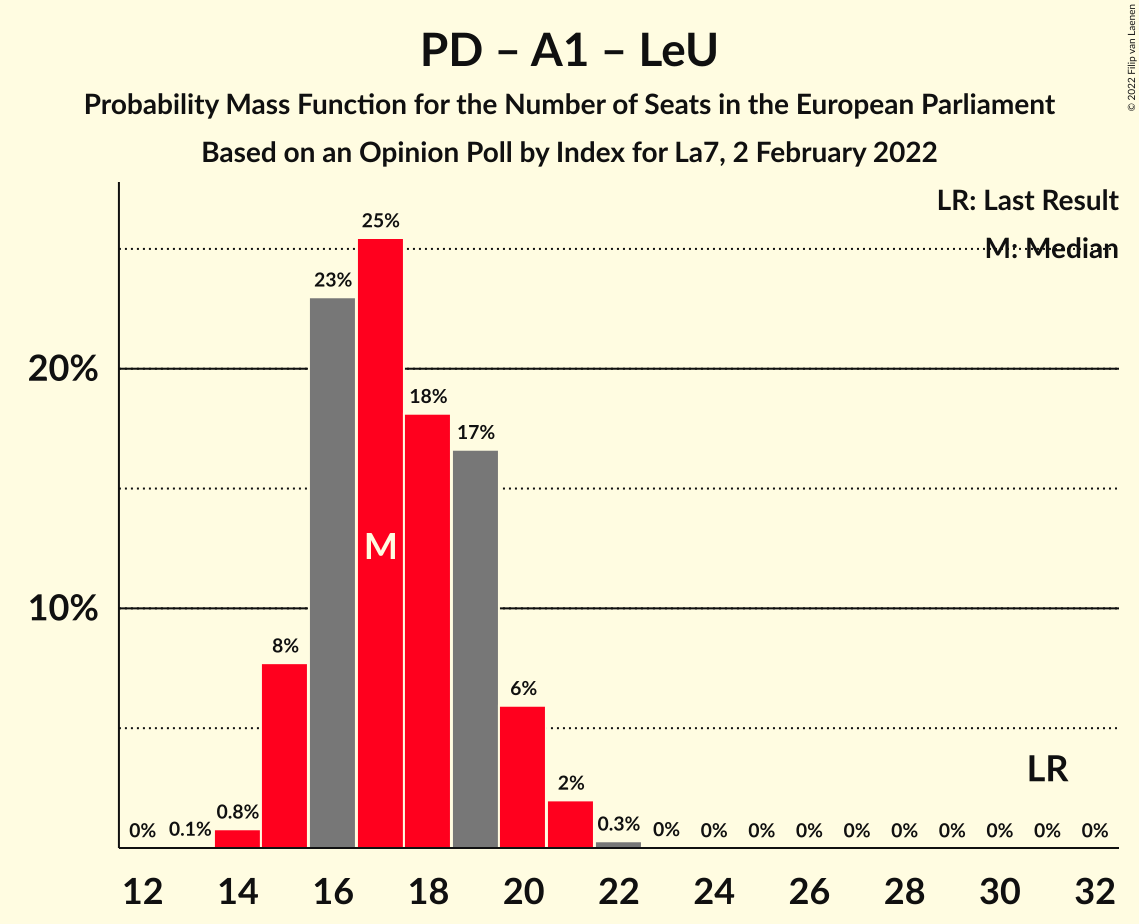 PD – A1 – LeU
Probability Mass Function for the Number of Seats in the European Parliament
Based on an Opinion Poll by Index for La7, 2 February 2022
© 2022 Filip van Laenen
LR: Last Result
M: Median
25%
23%
20%
18%
17%
M
10%
8%
6%
LR
2%
0% 0.1% 0.8% 0.3% 0% 0% 0% 0% 0% 0% 0% 0% 0% 0%
12 14 16 18 20 22 24 26 28 30 32